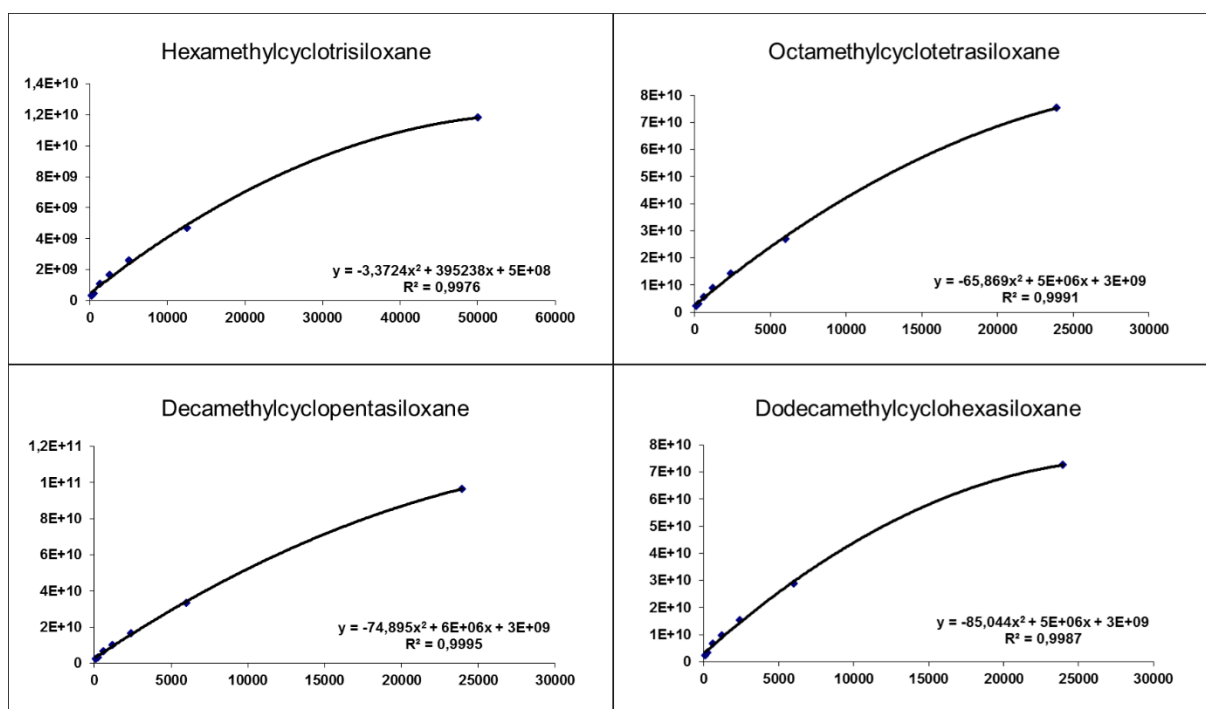 Hexamethylcyclotrisiloxane
1,4E+10
1,2E+10
1E+10
8E+09
6E+09
4E+09
2E+09
0
y = -3,3724x² + 395238x + 5E+08
R² = 0,9976
0 10000 20000 30000 40000 50000 60000
Octamethylcyclotetrasiloxane
8E+10
7E+10
6E+10
5E+10
4E+10
3E+10
2E+10
1E+10
0
y = -65,869x² + 5E+06x + 3E+09
R² = 0,9991
0 5000 10000 15000 20000 25000 30000
Decamethylcyclopentasiloxane
1,2E+11
1E+11
8E+10
6E+10
4E+10
2E+10
0
y = -74,895x² + 6E+06x + 3E+09
R² = 0,9995
0 5000 10000 15000 20000 25000 30000
Dodecamethylcyclohexasiloxane
8E+10
7E+10
6E+10
5E+10
4E+10
3E+10
2E+10
1E+10
0
y = -85,044x² + 5E+06x + 3E+09
R² = 0,9987
0 5000 10000 15000 20000 25000 30000